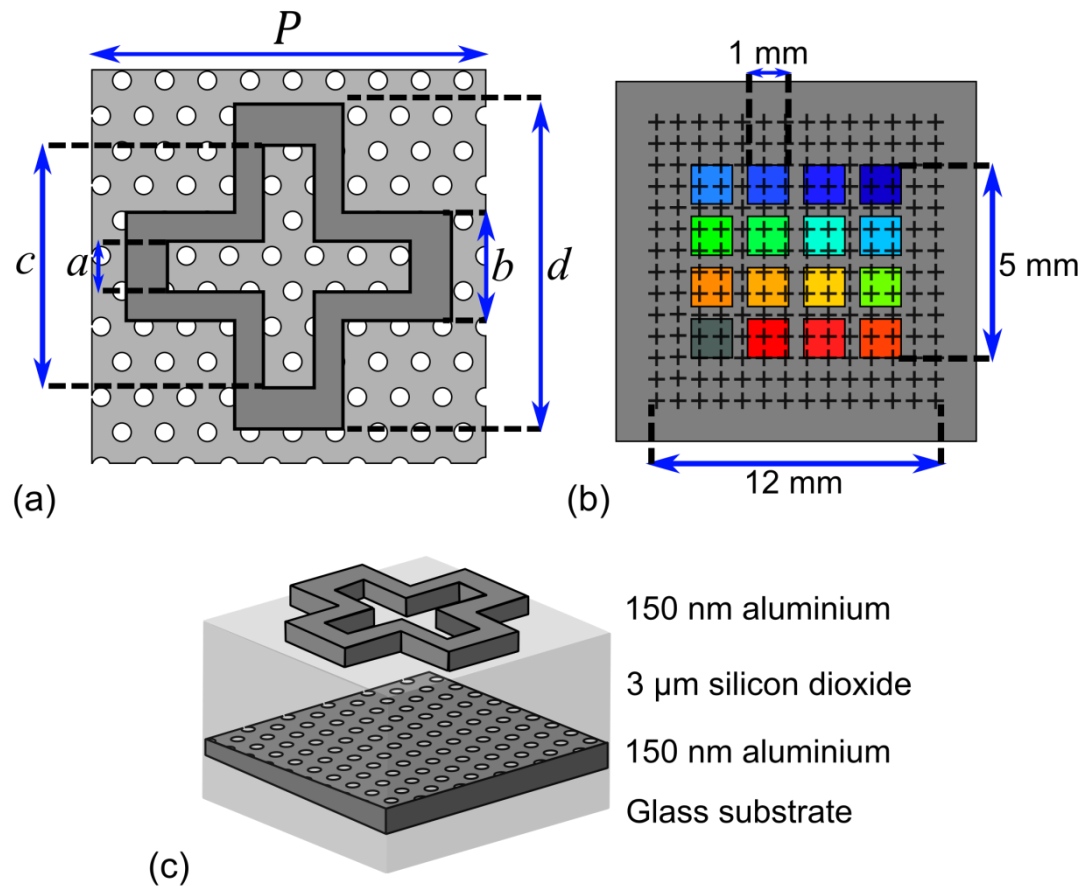 P
c
a
b
d
(a)
1 mm
5 mm
12 mm
(b)
150 nm aluminium
3 μm silicon dioxide
150 nm aluminium
Glass substrate
(c)